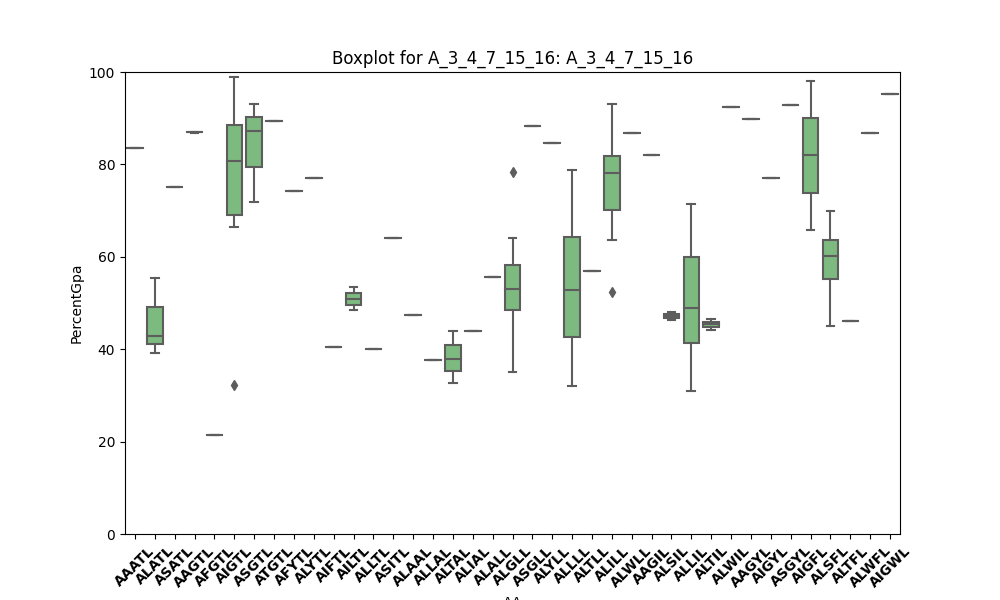 Boxplot for A_3_4_7_15_16: A_3_4_7_15_16
PercentGpa
100
80
60
40
20
0
AAATL
ALATL
ASATL
AAGTL
AFGTL
AIGTL
ASGTL
ATGTL
AFYTL
ALYTL
AIFTL
AILTL
ALLTL
ASITL
ALAAL
ALLAL
ALTAL
ALIAL
ALALL
ALGLL
ASGLL
ALYLL
ALLLL
ALTLL
ALILL
ALWLL
AAGIL
ALSIL
ALLIL
ALTIL
ALWIL
AAGYL
AIGYL
ASGYL
AIGFL
ALSFL
ALTFL
ALWFL
AIGWL